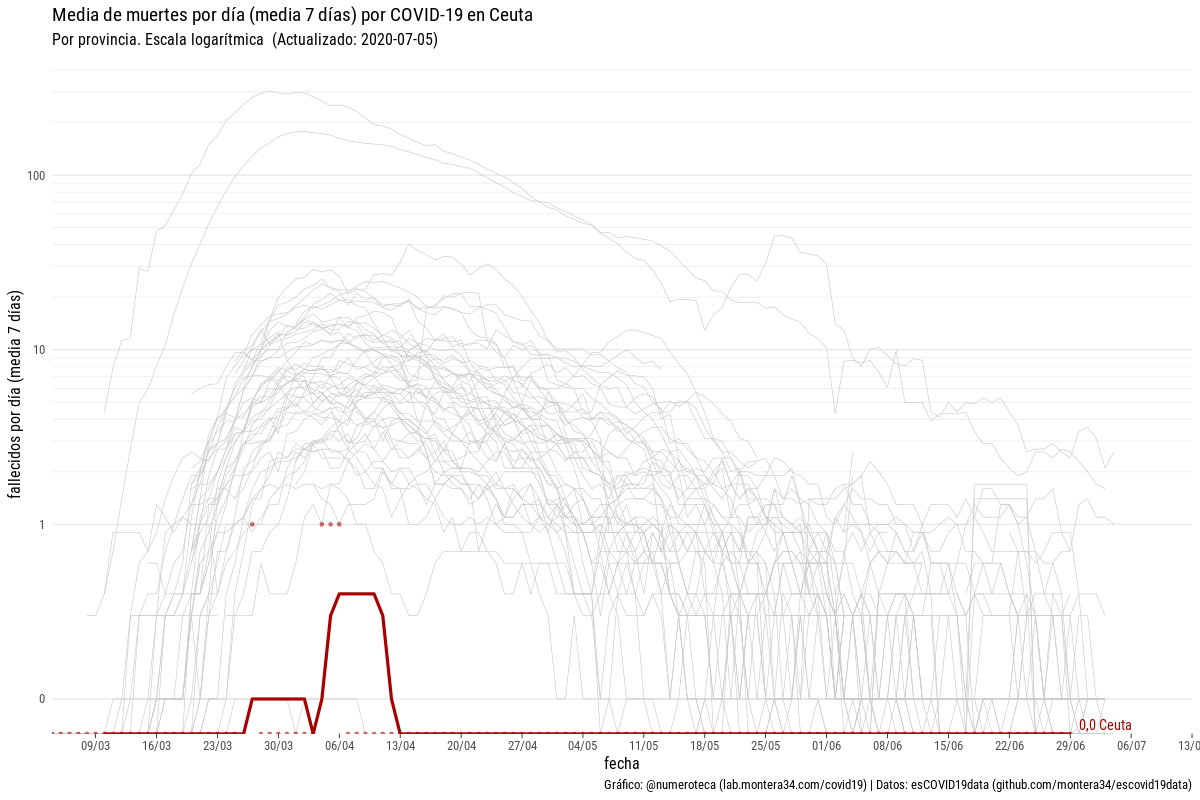 Media de muertes por día (media 7 días) por COVID-19 en Ceuta
Por provincia. Escala logarítmica (Actualizado: 2020-07-05)
fallecidos por día (media 7 días)
100
10
1
0
0,0 Ceuta
09/03 16/03 23/03 30/03 06/04 13/04 20/04 27/04 04/05 11/05 18/05 25/05 01/06 08/06 15/06 22/06 29/06 06/07 13/0
fecha
Gráfico: @numeroteca (lab.montera34.com/covid19) | Datos: esCOVID19data (github.com/montera34/escovid19data)